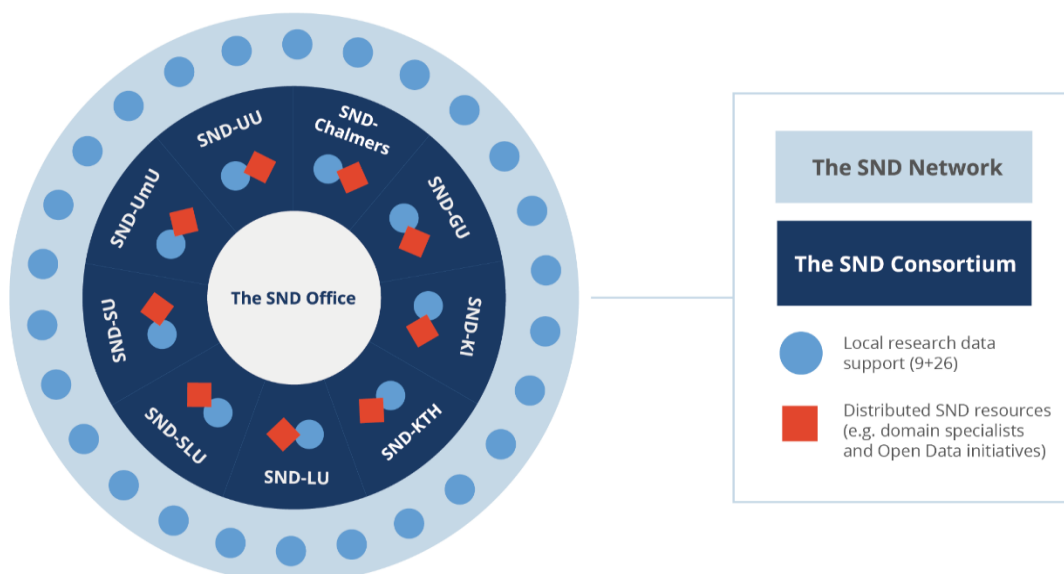 SND-UU
SND-
Chalmers
SND-GU
SND-KI
SND-KTH
SND-LU
SND-SLU
SND-SU
SND-UmU
The SND Office
The SND Network
The SND Consortium
Local research data
support (9+26)
Distributed SND resources
(e.g. domain specialists
and Open Data initiatives)